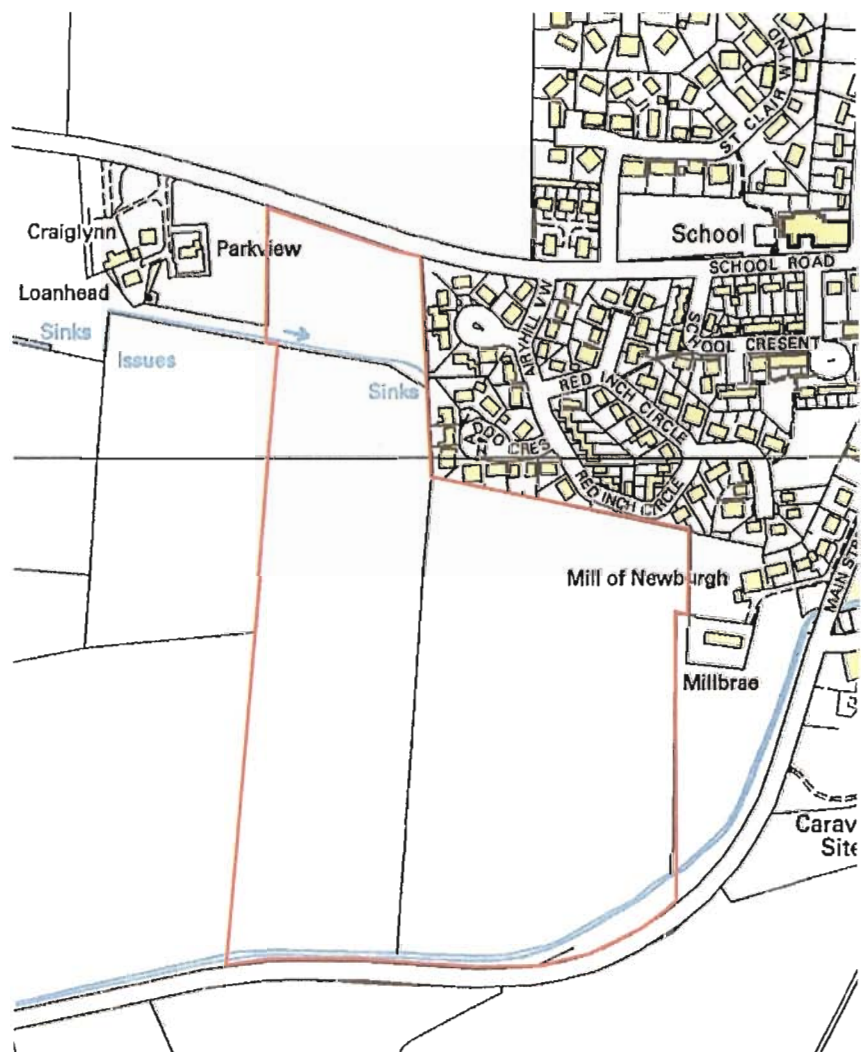 ST CLAIR WYND
School
SCHOOL ROAD
Craiglynn
Parkview
Loanhead
Sinks
Issues
Sinks
AIRYHILL VW
SCHOOL CRESENT
RED INCH CIRCLE
CRES
RED INCH CIRCLE
Mill of Newburgh
MAIN STR
Millbrae
Carav
Site